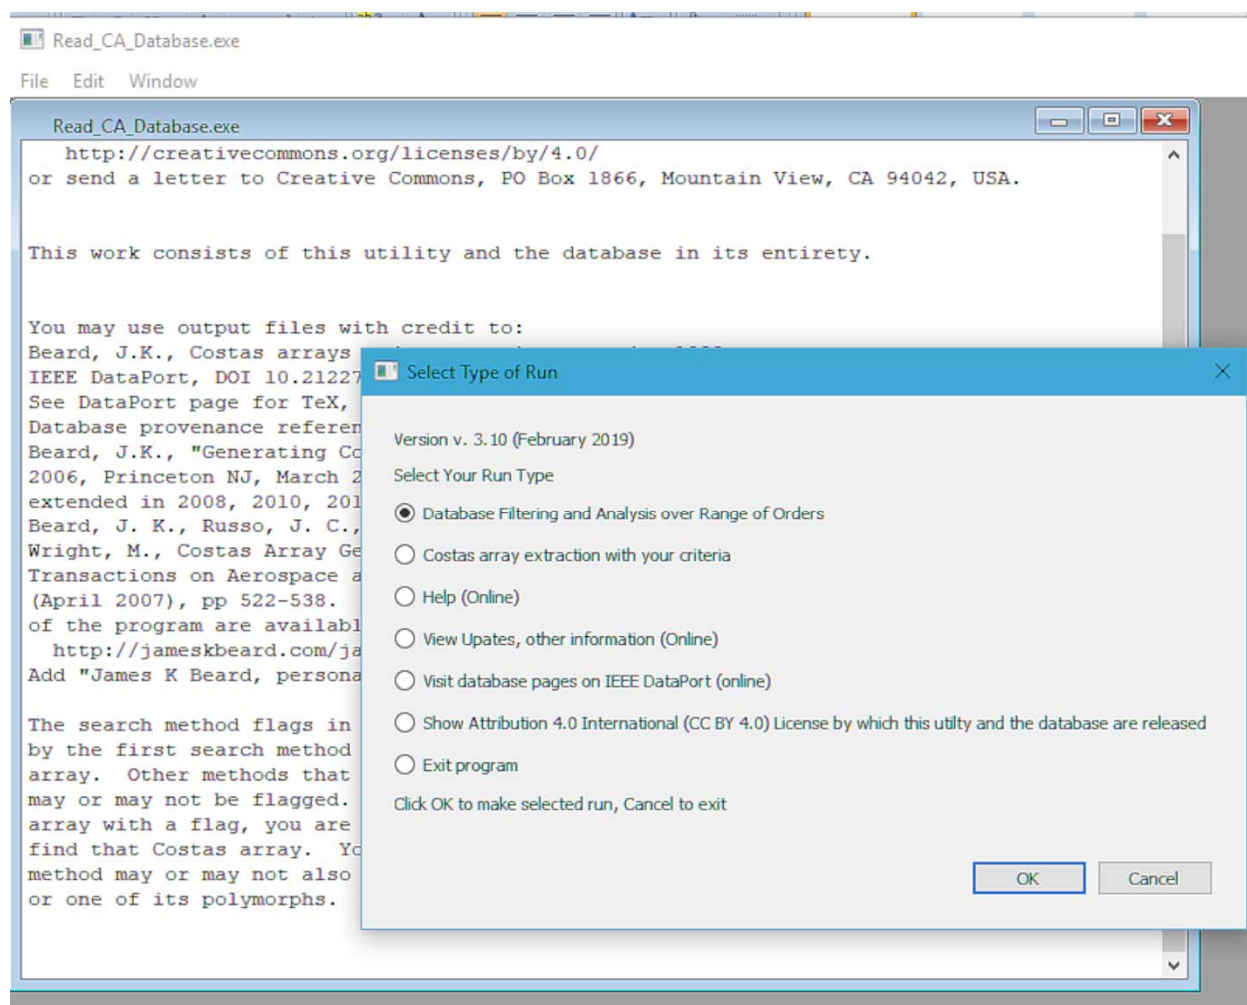 Read_CA_Database.exe
File Edit Window
Read_CA_Database.exe
http://creativecommons.org/licenses/by/4.0/
or send a letter to Creative Commons, PO Box 1866, Mountain View, CA 94042, USA.
This work consists of this utility and the database in its entirety.
You may use output files with credit to:
Beard, J.K., Costas arrays
IEEE DataPort, DOI 10.21227
See DataPort page for TeX,
Database provenance referen
Beard, J.K., "Generating Co
2006, Princeton NJ, March 2
extended in 2008, 2010, 201
Beard, J. K., Russo, J. C.,
Wright, M., Costas Array Ge
Transactions on Aerospace a
(April 2007), pp 522-538.
of the program are availabl
http://jameskbeard.com/ja
Add "James K Beard, persona
The search method flags in
by the first search method
array. Other methods that
may or may not be flagged.
array with a flag, you are
find that Costas array. Yo
method may or may not also
or one of its polymorphs.
Select Type of Run
Version v. 3.10 (February 2019)
Select Your Run Type
Database Filtering and Analysis over Range of Orders
Costas array extraction with your criteria
Help (Online)
View Upates, other information (Online)
Visit database pages on IEEE DataPort (online)
Show Attribution 4.0 International (CC BY 4.0) License by which this utilty and the database are released
Exit program
Click OK to make selected run, Cancel to exit
OK Cancel